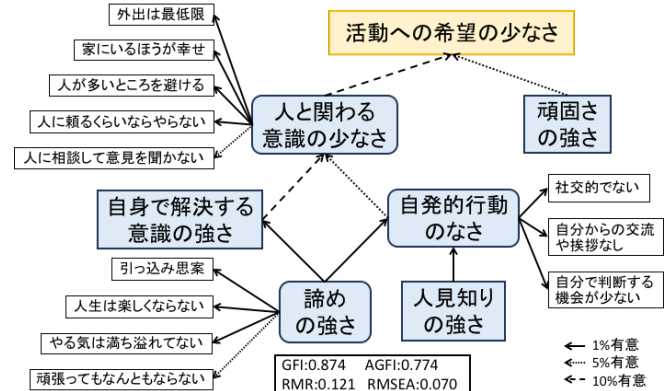 外出は最低限
家にいるほうが幸せ
人が多いところを避ける
人に頼るくらいならやらない
人に相談して意見を聞かない
活動への希望の少なさ
人と関わる
意識の少なさ
頑固さ
の強さ
自身で解決する
意識の強さ
自発的行動
のなさ
社交的でない
自分からの交流
や挨拶なし
自分で判断する
機会が少ない
引っ込み思案
人生は楽しくならない
やる気は満ち溢れてない
頑張ってもなんともならない
諦め
の強さ
人見知り
の強さ
GFI:0.874 AGFI:0.774
RMR:0.121 RMSEA:0.070
1%有意
5%有意
10%有意